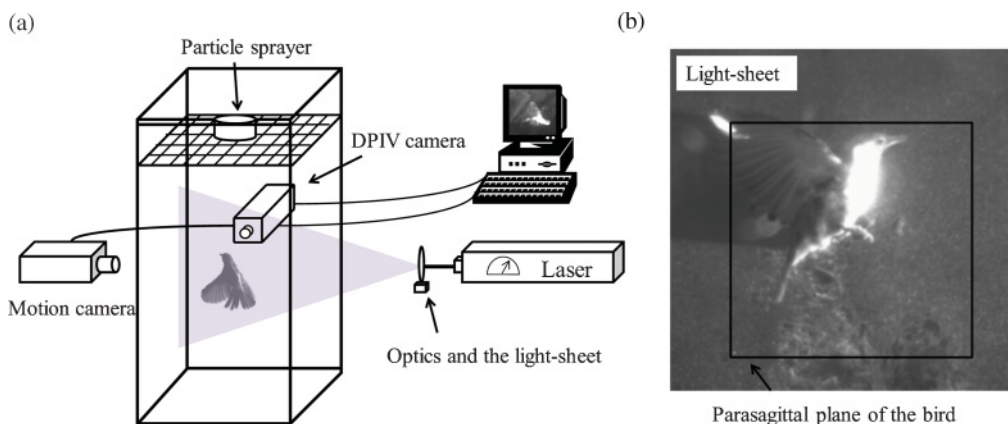 (a)
Particle sprayer
DPIV camera
Motion camera
Laser
Optics and the light-sheet
(b)
Light-sheet
Parasagittal plane of the bird